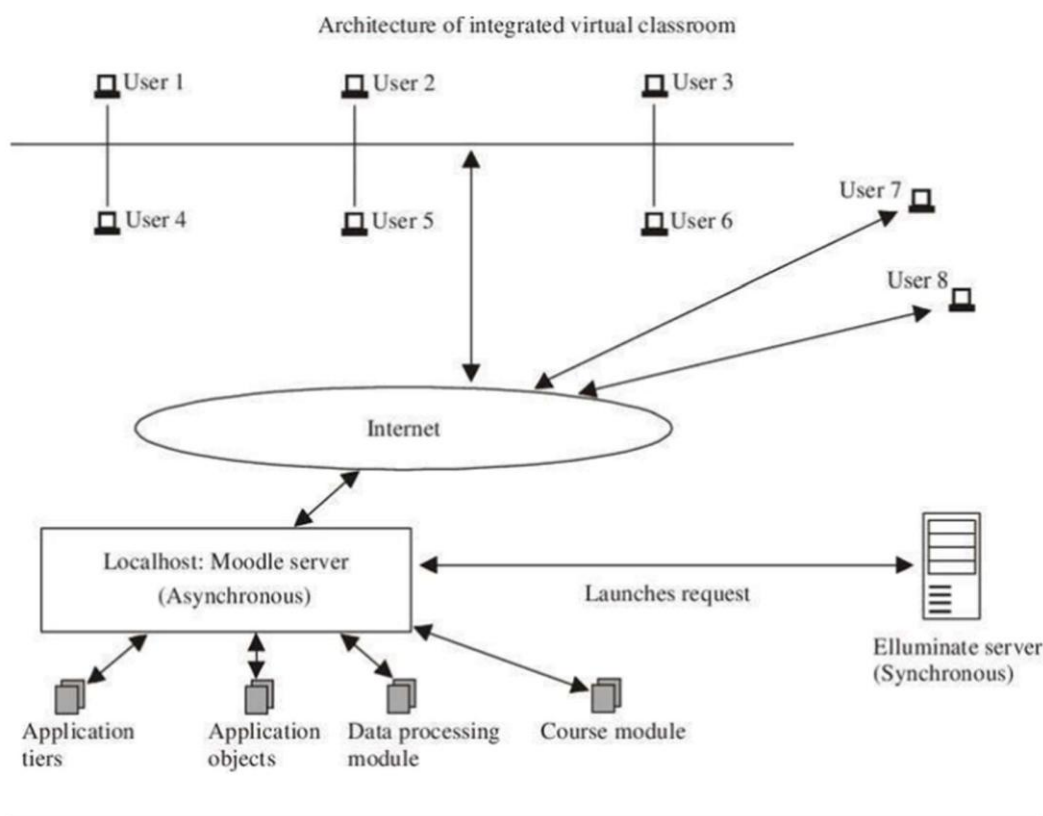 Architecture of integrated virtual classroom
User 1
User 2
User 3
User 4
User 5
User 6
User 7
User 8
Internet
Localhost: Moodle server
(Asynchronous)
Launches request
Elluminate server
(Synchronous)
Application
tiers
Application
objects
Data processing
module
Course module